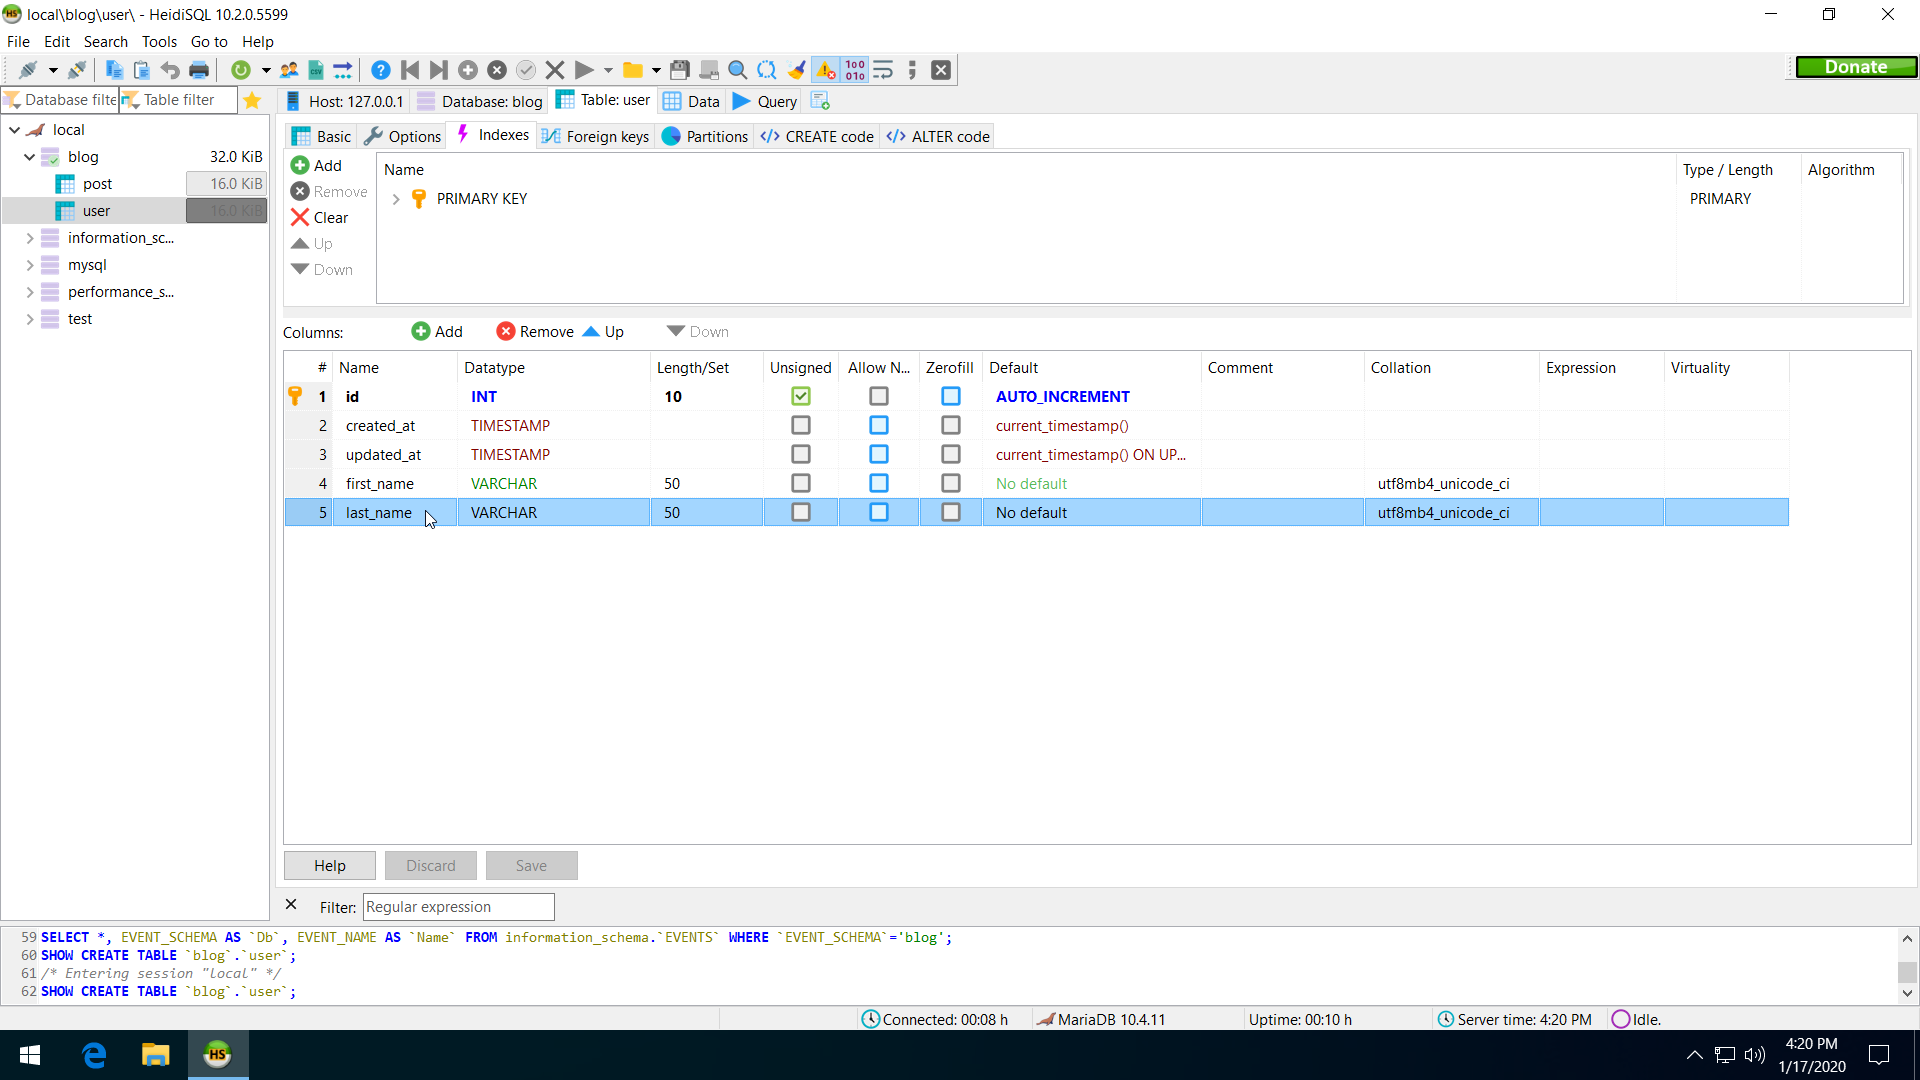 local\blog\user\ - HeidiSQL 10.2.0.5599
File Edit Search Tools Go to Help
Donate
Database filte Table filter
Host: 127.0.0.1 Database: blog Table: user Data Query
local
blog 32.0 KiB
post 16.0 KiB
user 16.0 KiB
information_sc...
mysql
performance_s...
test
Basic Options Indexes Foreign keys Partitions CREATE code ALTER code
Add
Remove
Clear
Up
Down
Name Type / Length Algorithm
PRIMARY KEY PRIMARY
Columns: Add Remove Up Down
# Name Datatype Length/Set Unsigned Allow N... Zerofill Default Comment Collation Expression Virtuality
1 id INT 10 AUTO_INCREMENT
2 created_at TIMESTAMP current_timestamp()
3 updated_at TIMESTAMP current_timestamp() ON UP...
4 first_name VARCHAR 50 No default utf8mb4_unicode_ci
5 last_name VARCHAR 50 No default utf8mb4_unicode_ci
Help Discard Save
Filter: Regular expression
59 SELECT *, EVENT_SCHEMA AS `Db`, EVENT_NAME AS `Name` FROM information_schema.`EVENTS` WHERE `EVENT_SCHEMA`='blog';
60 SHOW CREATE TABLE `blog`.`user`;
61 /* Entering session "local" */
62 SHOW CREATE TABLE `blog`.`user`;
Connected: 00:08 h MariaDB 10.4.11 Uptime: 00:10 h Server time: 4:20 PM Idle.
4:20 PM
1/17/2020